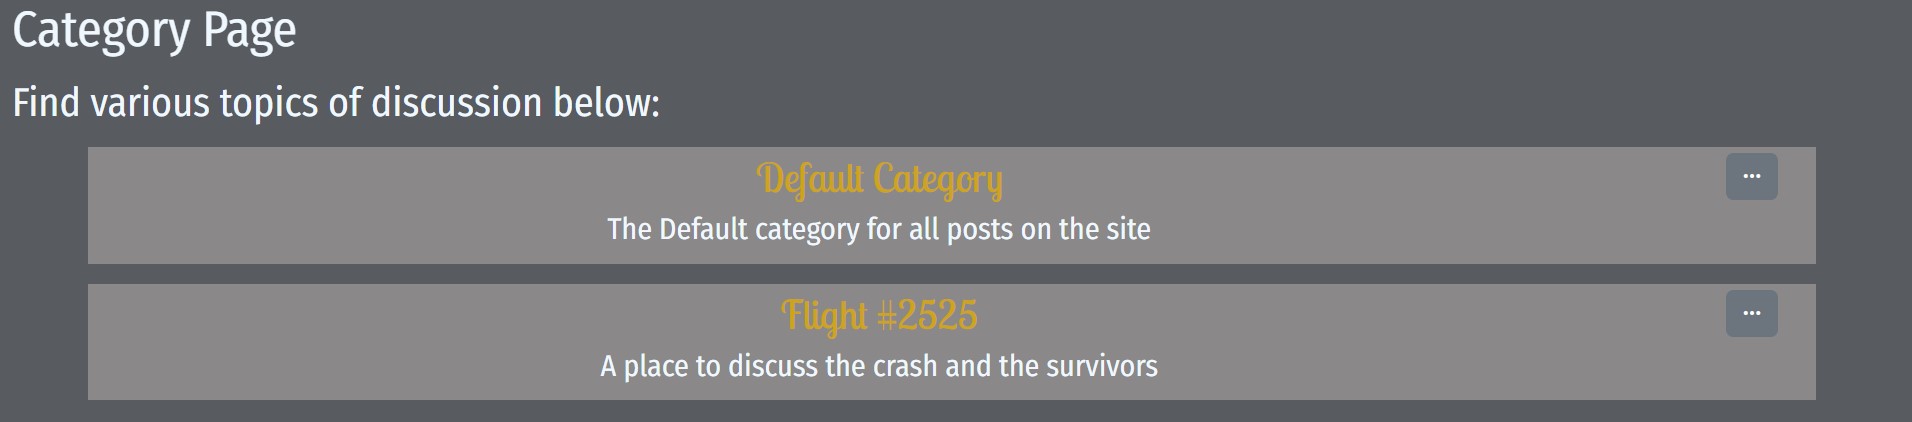 Category Page
Find various topics of discussion below:
Default Category
...
The Default category for all posts on the site
Flight #2525
...
A place to discuss the crash and the survivors